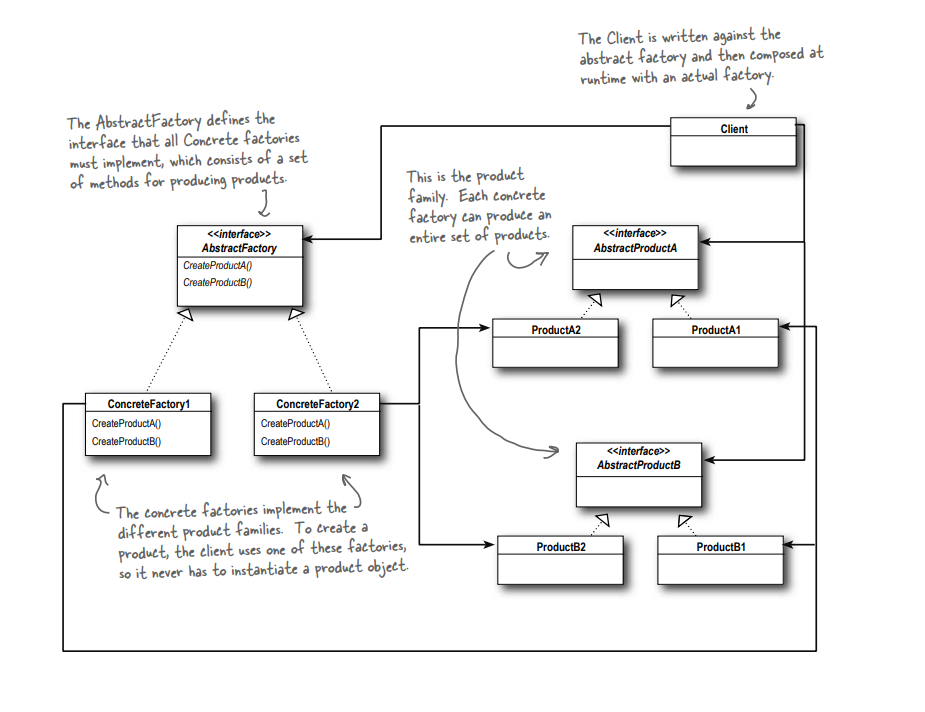 The Client is written against the
abstract factory and then composed at
runtime with an actual factory.
The AbstractFactory defines the
interface that all Concrete factories
must implement, which consists of a set
of methods for producing products.
Client
This is the product
family. Each concrete
factory can produce an
entire set of products.
<<interface>>
AbstractFactory
CreateProductA()
CreateProductB()
<<interface>>
AbstractProductA
ProductA2
ProductA1
ConcreteFactory1
CreateProductA()
CreateProductB()
ConcreteFactory2
CreateProductA()
CreateProductB()
<<interface>>
AbstractProductB
ProductB2
ProductB1
The concrete factories implement the
different product families. To create a
product, the client uses one of these factories,
so it never has to instantiate a product object.